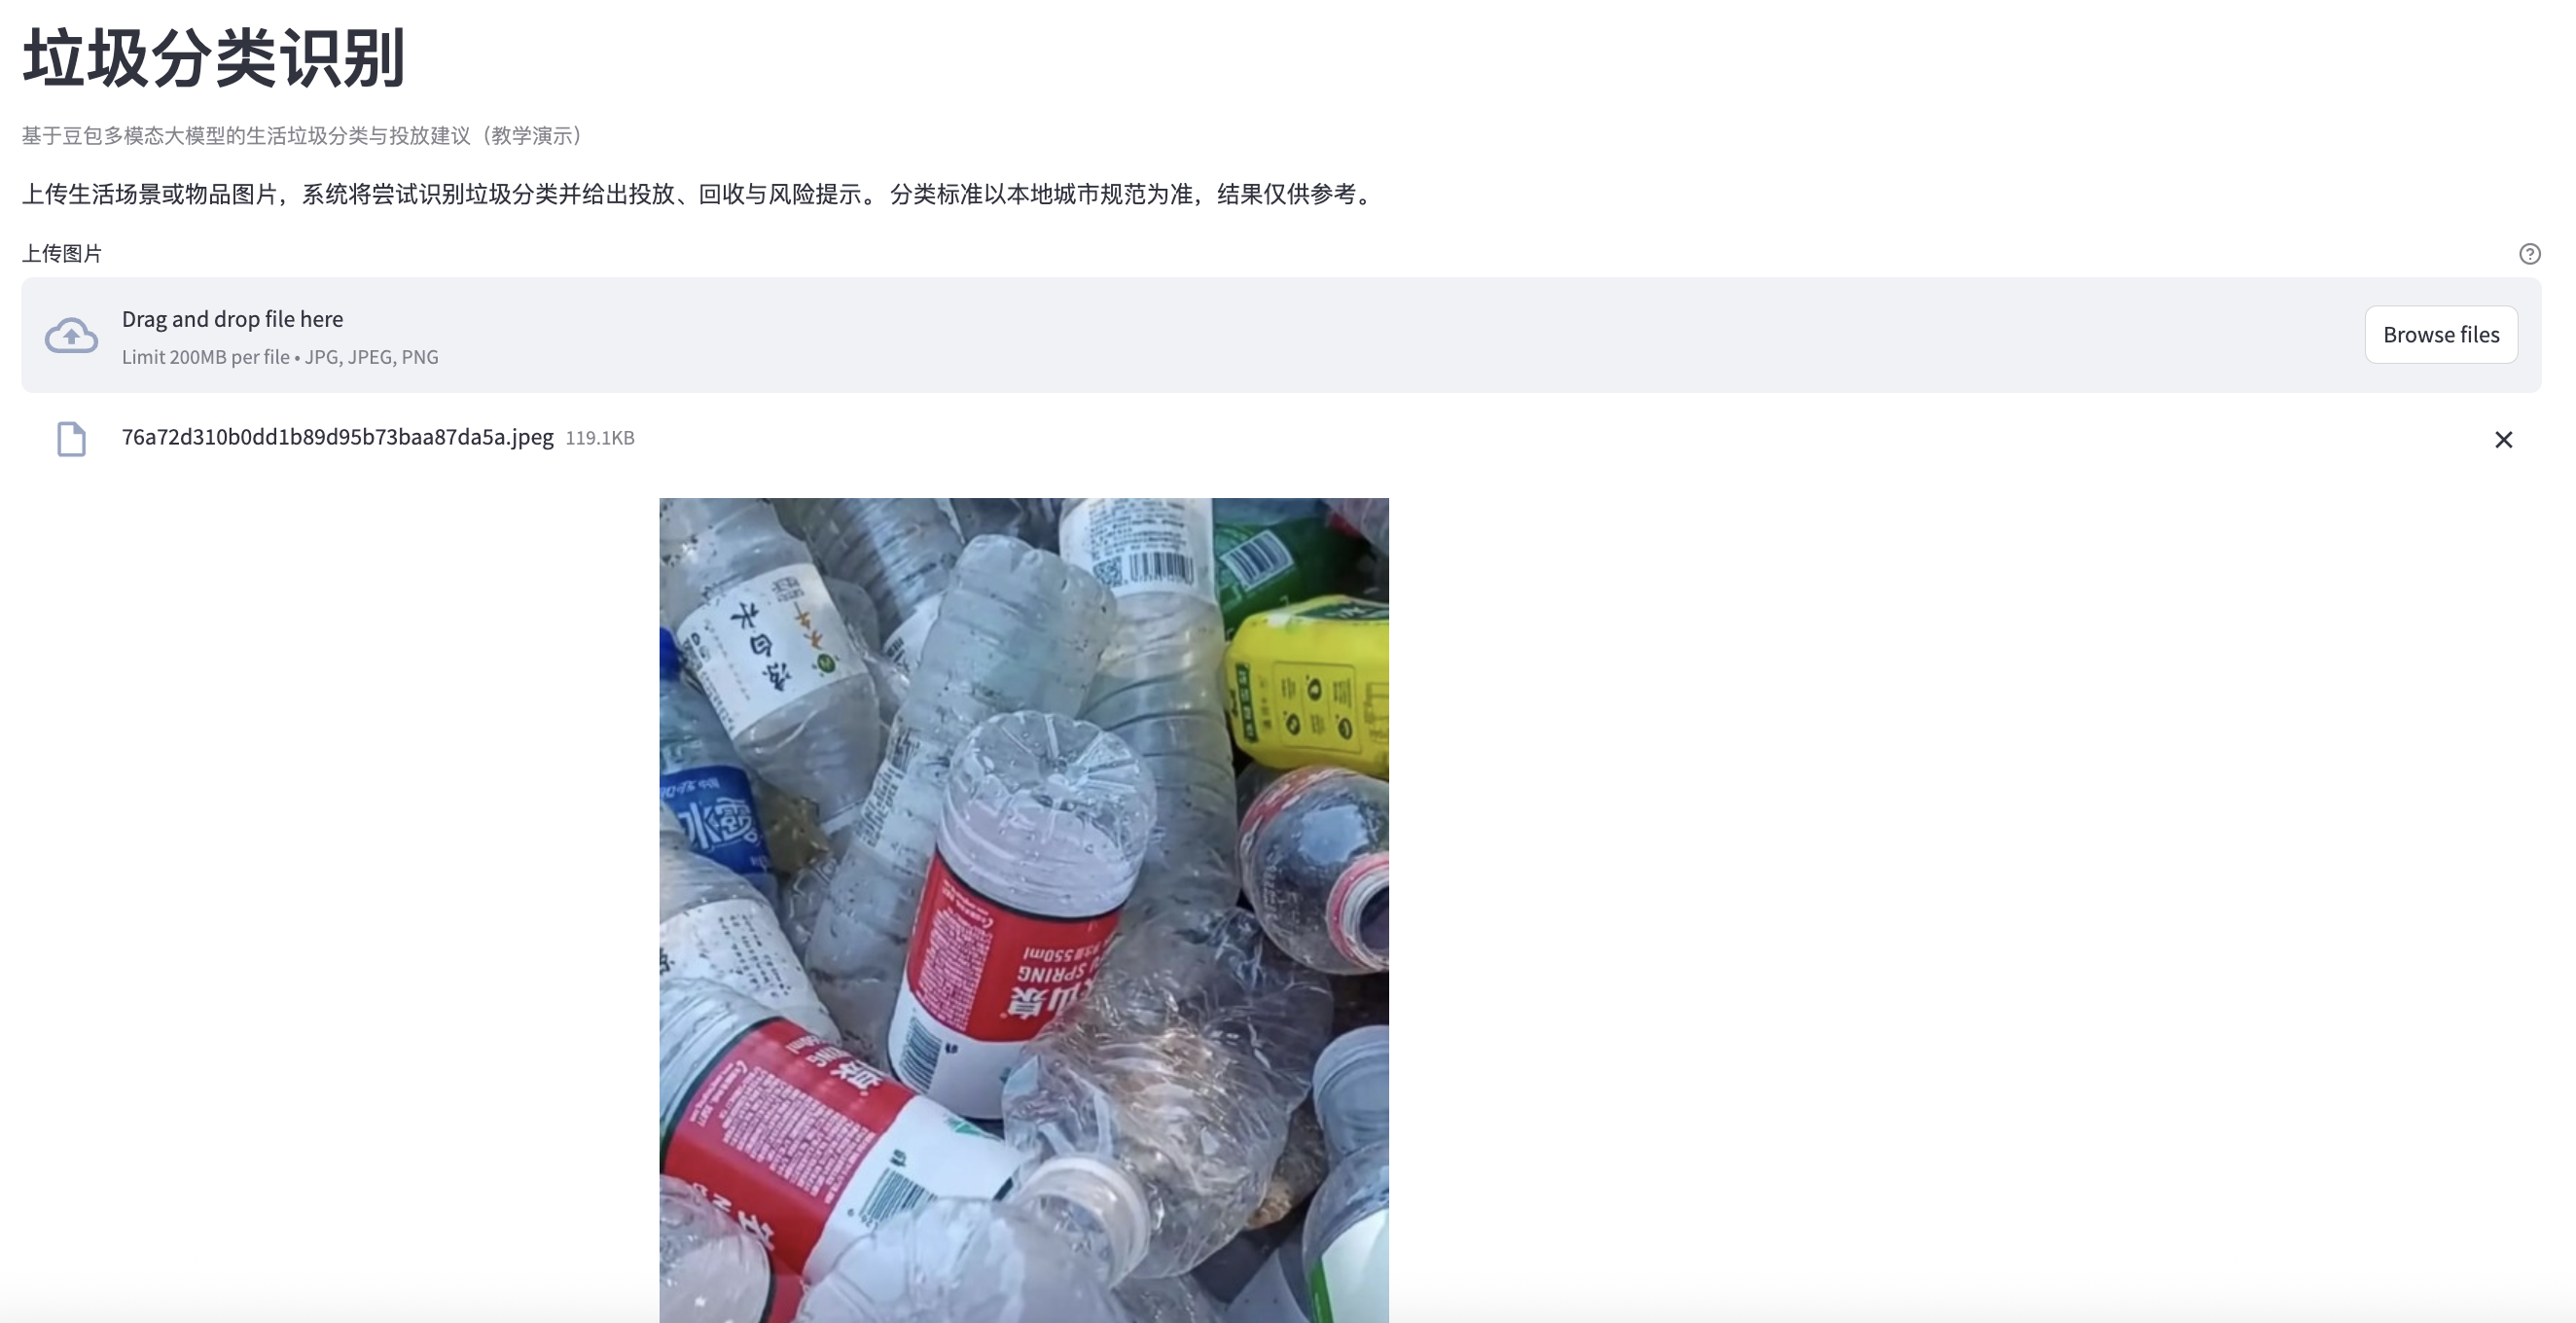 垃圾分类识别
基于豆包多模态大模型的生活垃圾分类与投放建议（教学演示）
上传生活场景或物品图片，系统将尝试识别垃圾分类并给出投放、回收与风险提示。 分类标准以本地城市规范为准，结果仅供参考。
上传图片
Drag and drop file here
Limit 200MB per file • JPG, JPEG, PNG
Browse files
76a72d310b0dd1b89d95b73baa87da5a.jpeg 119.1KB
凉白开
冰露
550ml
SPRING
山泉